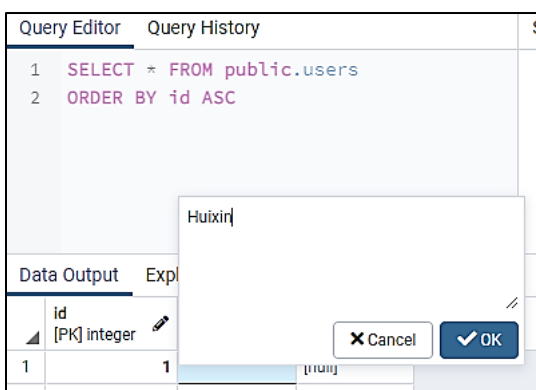 Query Editor Query History
1 SELECT * FROM public.users
2 ORDER BY id ASC
Huixin
Data Output
id
[PK] integer
Cancel OK
1 1